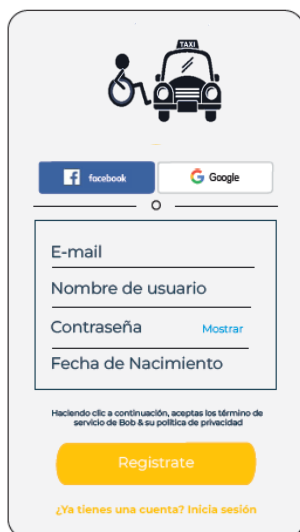 TAXI
facebook
Google
O
E-mail
Nombre de usuario
Contraseña
Mostrar
Fecha de Nacimiento
Haciendo clic a continuación, aceptas los término de
servicio de Bob & su política de privacidad
Registrate
¿Ya tienes una cuenta? Inicia sesión